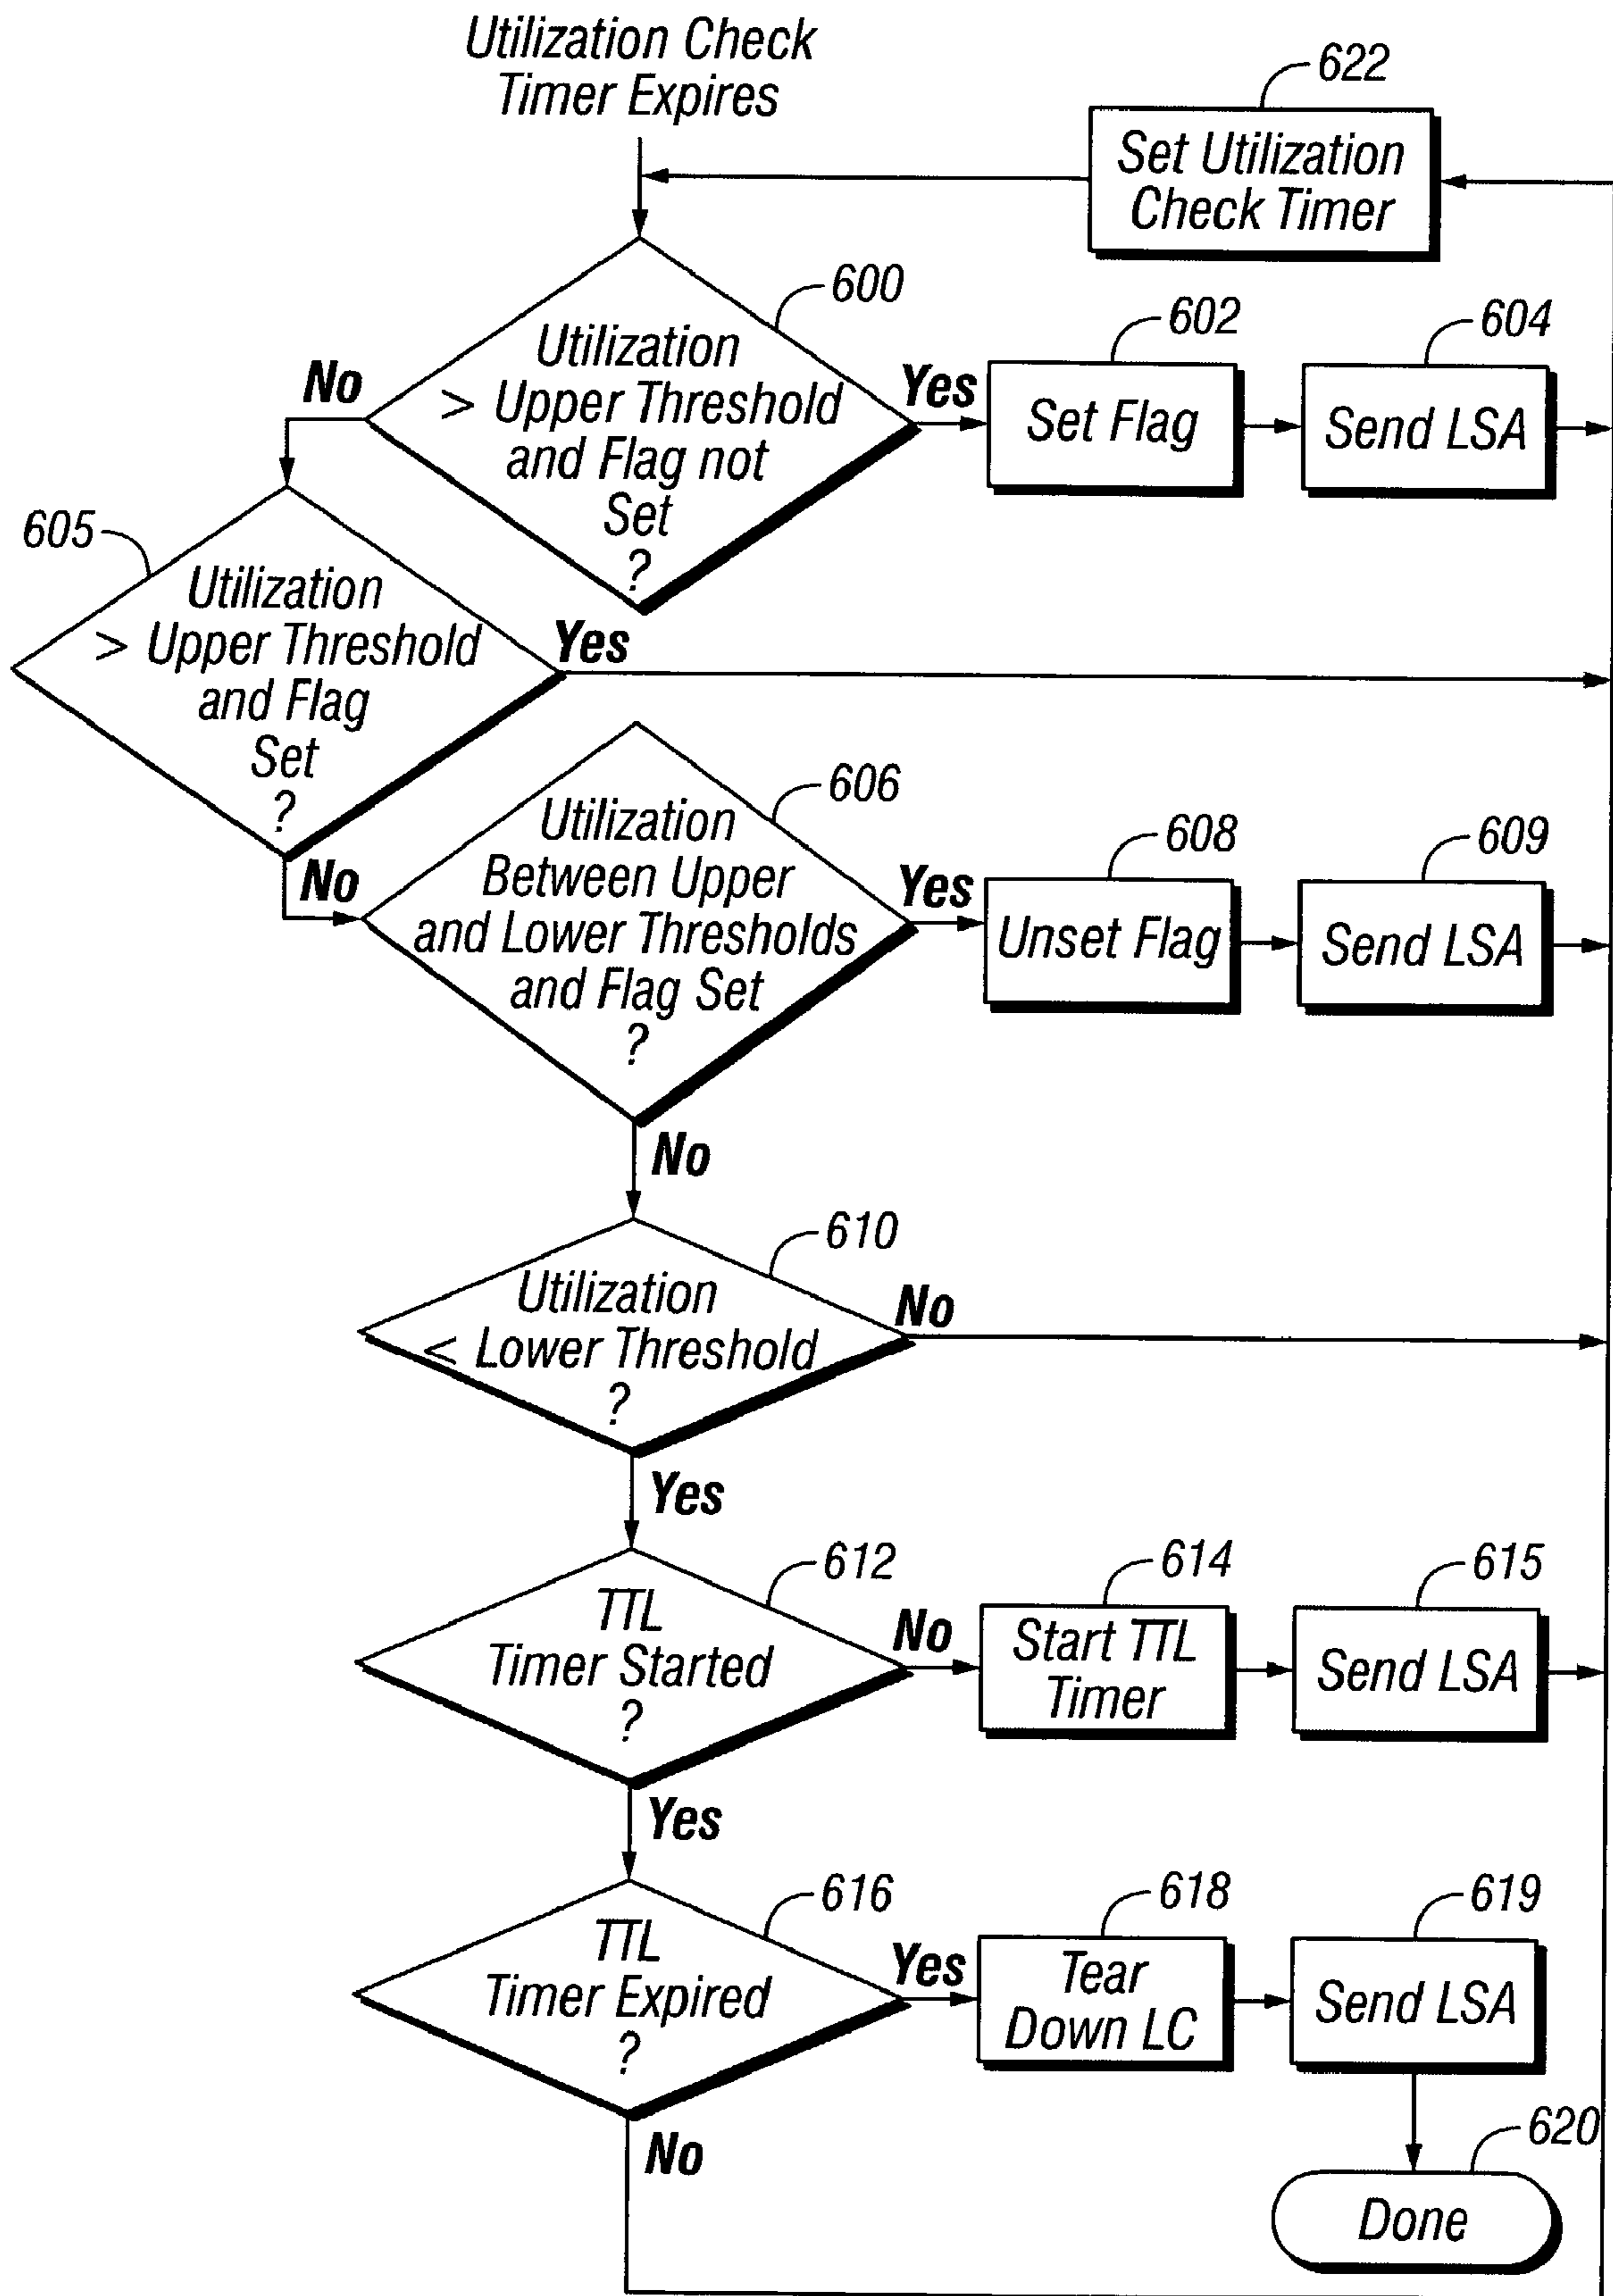 Utilization Check
Timer Expires
622
Set Utilization
Check Timer
600
Utilization
> Upper Threshold
and Flag not
Set
?
No
Yes
602
Set Flag
604
Send LSA
605
Utilization
> Upper Threshold
and Flag
Set
?
Yes
No
606
Utilization
Between Upper
and Lower Thresholds
and Flag Set
?
Yes
608
Unset Flag
609
Send LSA
No
610
Utilization
< Lower Threshold
?
No
Yes
612
TTL
Timer Started
?
No
614
Start TTL
Timer
615
Send LSA
Yes
616
TTL
Timer Expired
?
Yes
618
Tear
Down LC
619
Send LSA
No
620
Done